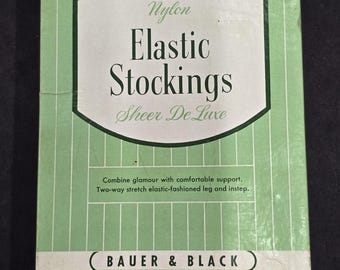 Nylon
Elastic
Stockings
Sheer De Luxe
Combine glamour with comfortable support.
Two-way stretch elastic-fashioned leg and instep.
BAUER & BLACK